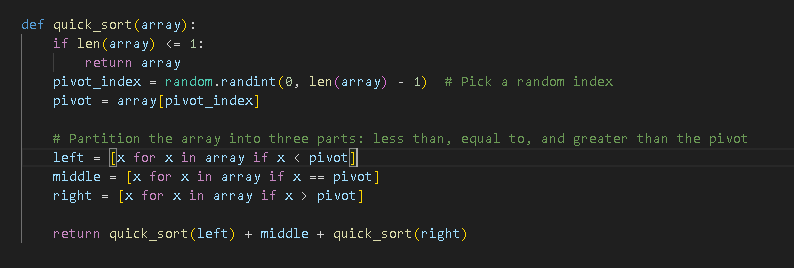 def quick_sort(array):
    if len(array) <= 1:
        return array
    pivot_index = random.randint(0, len(array) - 1)  # Pick a random index
    pivot = array[pivot_index]

    # Partition the array into three parts: less than, equal to, and greater than the pivot
    left = [x for x in array if x < pivot]
    middle = [x for x in array if x == pivot]
    right = [x for x in array if x > pivot]

    return quick_sort(left) + middle + quick_sort(right)